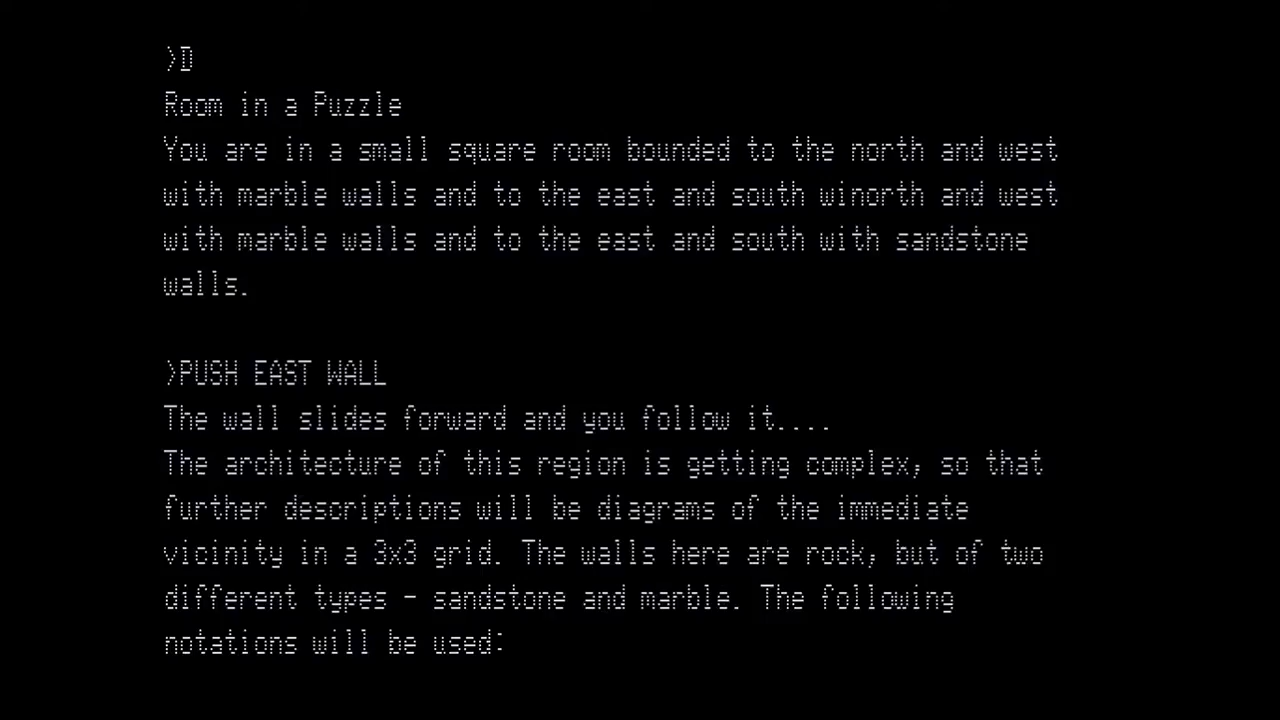 >D
Room in a Puzzle
You are in a small square room bounded to the north and west
with marble walls and to the east and south winorth and west
with marble walls and to the east and south with sandstone
walls.
>PUSH EAST WALL
The wall slides forward and you follow it....
The architecture of this region is getting complex, so that
further descriptions will be diagrams of the immediate
vicinity in a 3x3 grid. The walls here are rock, but of two
different types - sandstone and marble. The following
notations will be used: